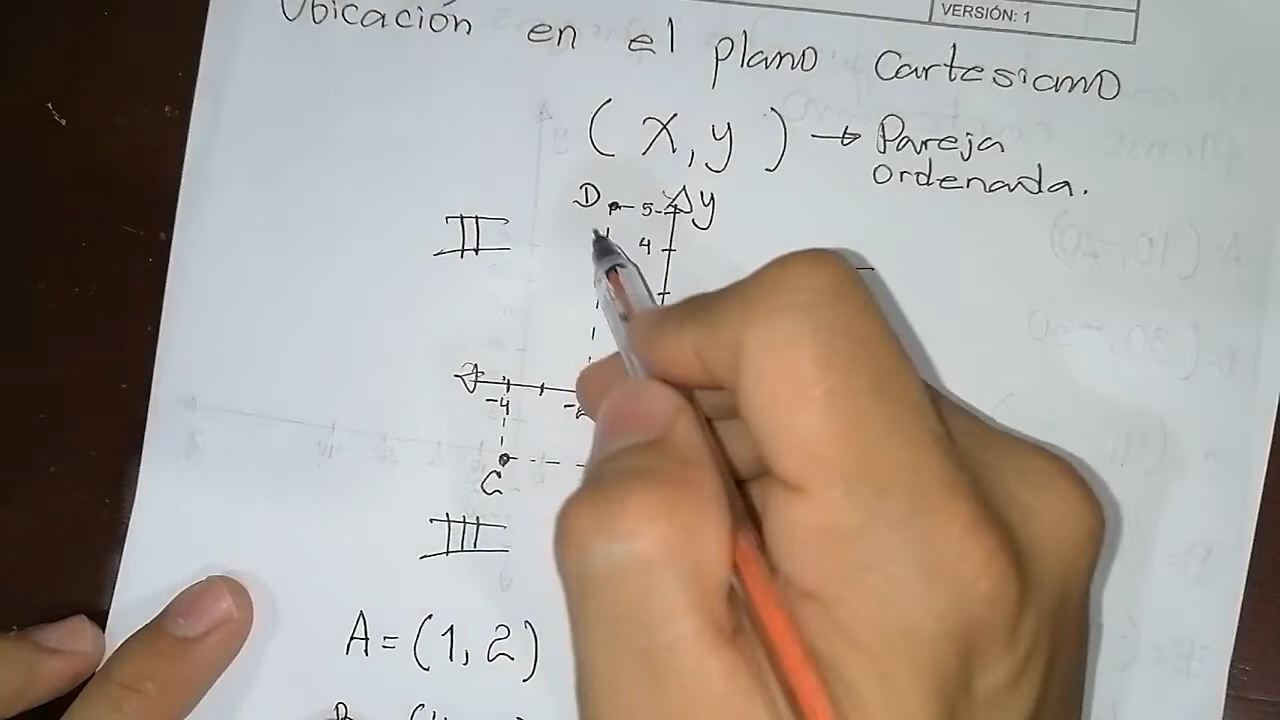 VERSIÓN: 1
Ubicación en el plano Cartesiano
(x, y) → Pareja
ordenada.
D 5 y
II 4
-4
C
III
A = (1, 2)